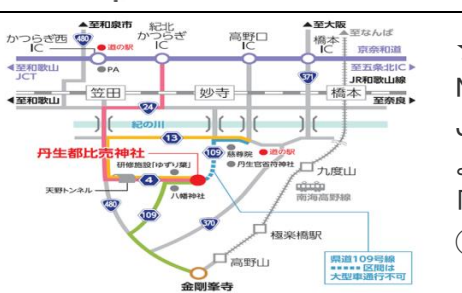 ▲至和泉市
紀北
かつらぎ
IC
▲至大阪
▲至なんば
かつらぎ西
IC
480
道の駅
高野口
IC
橋本
IC
京奈和道
◀至和歌山
JCT
PA
371
至五条北IC▶
JR和歌山線
◀至和歌山
笠田
妙寺
橋本
至奈良▶
24
紀の川
13
丹生都比売神社
109
慈尊院
道の駅
研修施設「ゆずり葉」
丹生官省符神社
九度山
天野トンネル
4
八幡神社
南海高野線
480
109
370
極楽橋駅
高野山
県道109号線
区間は
大型車通行不可
金剛峯寺